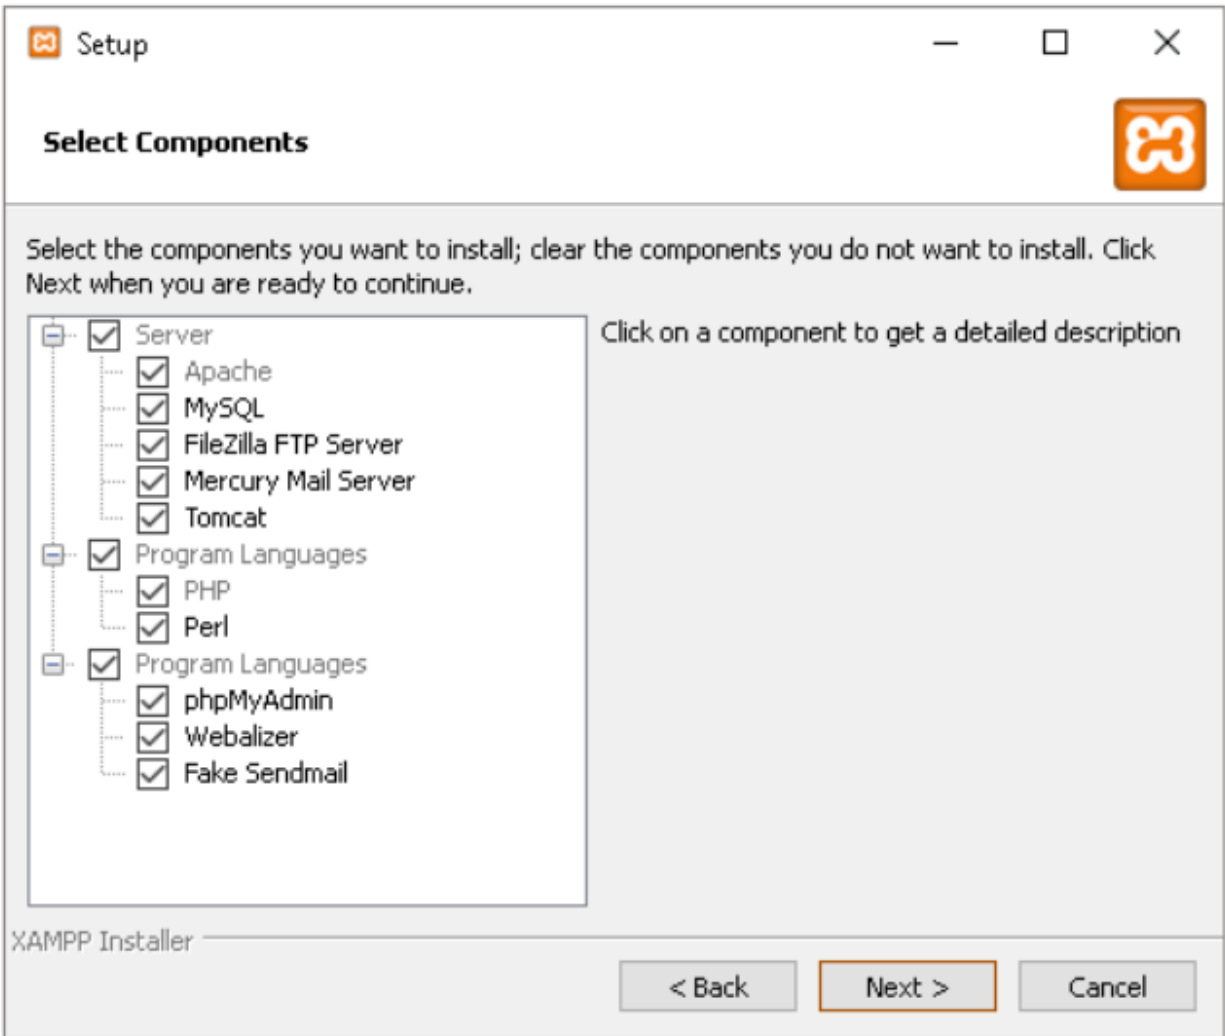 Setup
Select Components
Select the components you want to install; clear the components you do not want to install. Click
Next when you are ready to continue.
Server
Click on a component to get a detailed description
Apache
MySQL
FileZilla FTP Server
Mercury Mail Server
Tomcat
Program Languages
PHP
Perl
Program Languages
phpMyAdmin
Webalizer
Fake Sendmail
XAMPP Installer
< Back
Next >
Cancel